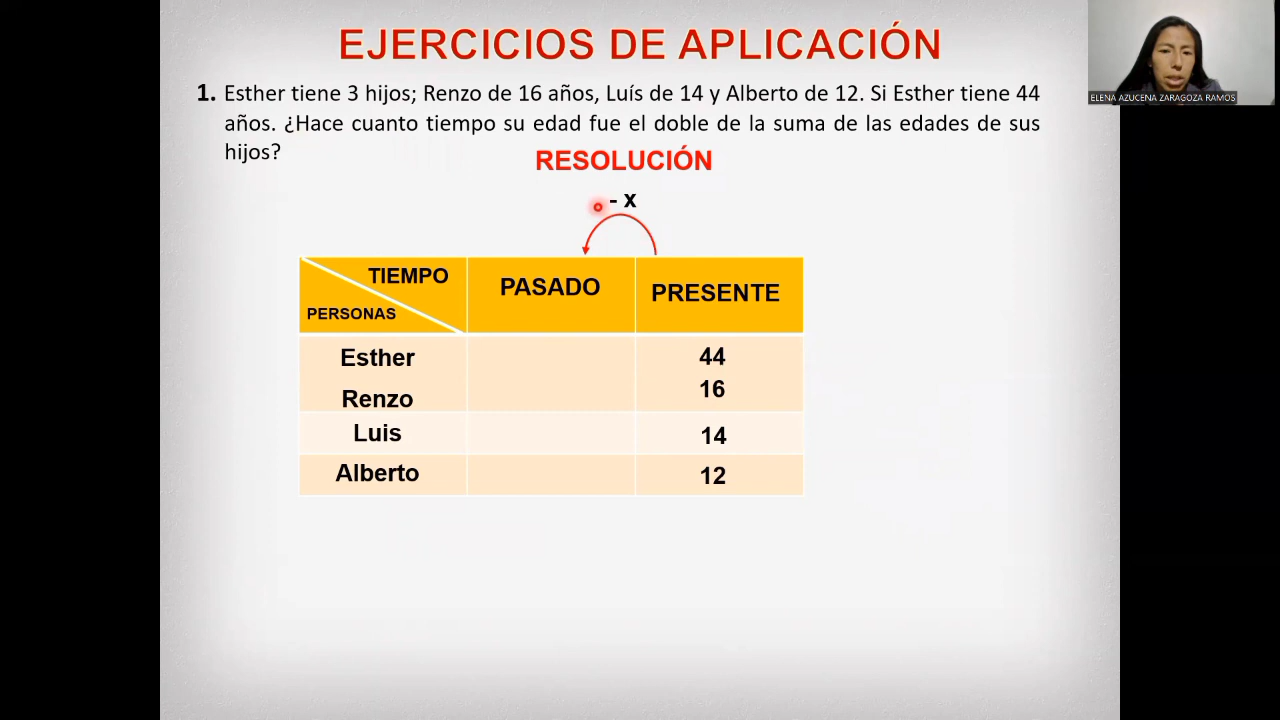 EJERCICIOS DE APLICACIÓN
ELENA AZUCENA ZARAGOZA RAMOS
1. Esther tiene 3 hijos; Renzo de 16 años, Luís de 14 y Alberto de 12. Si Esther tiene 44
años. ¿Hace cuanto tiempo su edad fue el doble de la suma de las edades de sus
hijos?
RESOLUCIÓN
- x
TIEMPO
PERSONAS
PASADO
PRESENTE
Esther 44
Renzo 16
Luis 14
Alberto 12